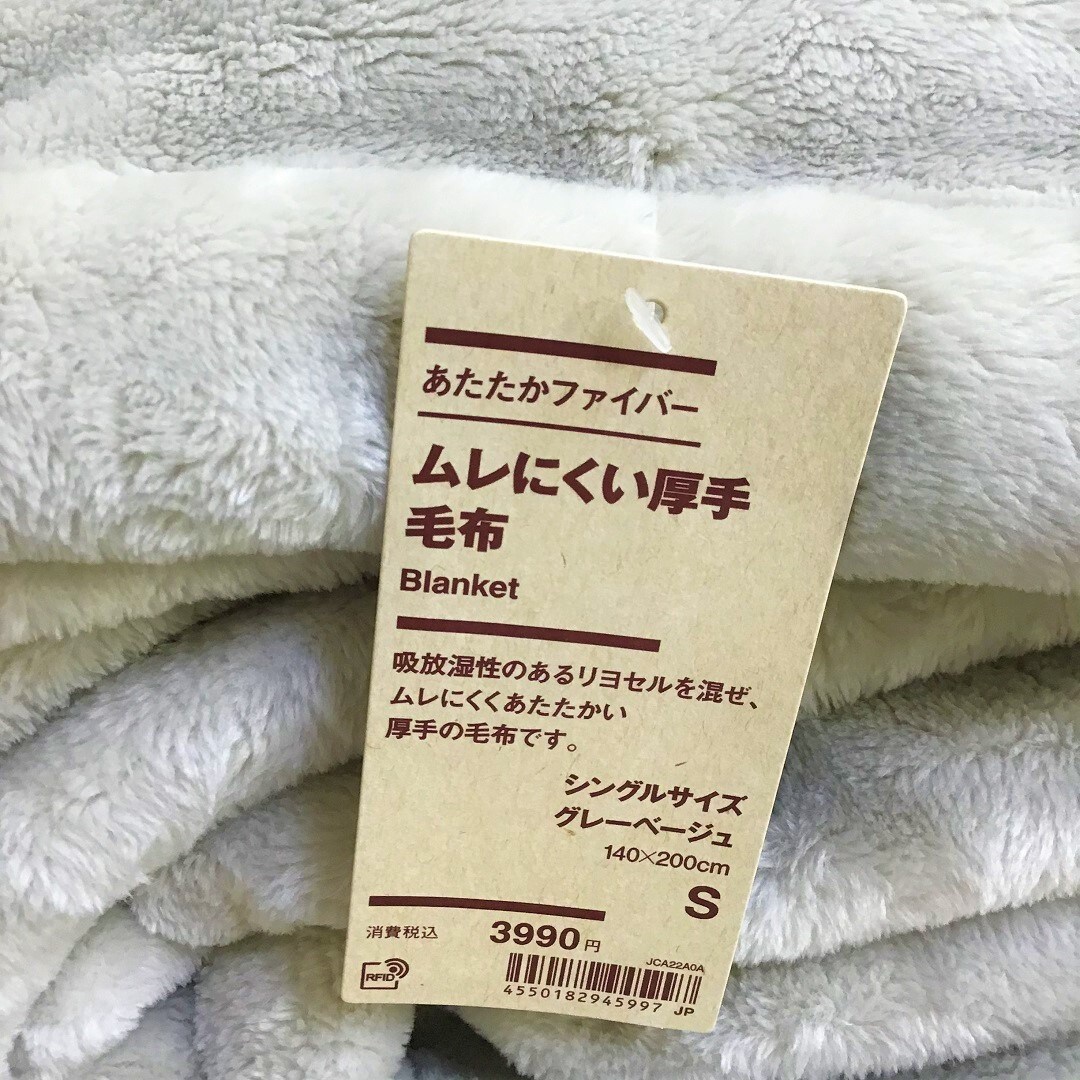 あたたかファイバー
ムレにくい厚手
毛布
Blanket
吸放湿性のあるリヨセルを混ぜ、
ムレにくくあたたかい
厚手の毛布です。
シングルサイズ
グレーベージュ
140×200cm
S
消費税込 3990円
RFID
JCA22A0A
4550182945997 JP